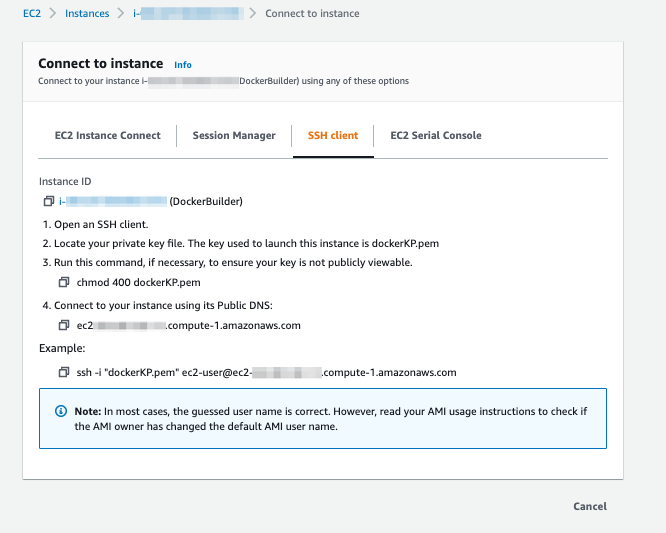 EC2 > Instances > i- > Connect to instance
Connect to instance Info
Connect to your instance i- DockerBuilder) using any of these options
EC2 Instance Connect
Session Manager
SSH client
EC2 Serial Console
Instance ID
i- (DockerBuilder)
1. Open an SSH client.
2. Locate your private key file. The key used to launch this instance is dockerKP.pem
3. Run this command, if necessary, to ensure your key is not publicly viewable.
chmod 400 dockerKP.pem
4. Connect to your instance using its Public DNS:
ec2 .compute-1.amazonaws.com
Example:
ssh -i "dockerKP.pem" ec2-user@ec2- .compute-1.amazonaws.com
Note: In most cases, the guessed user name is correct. However, read your AMI usage instructions to check if
the AMI owner has changed the default AMI user name.
Cancel